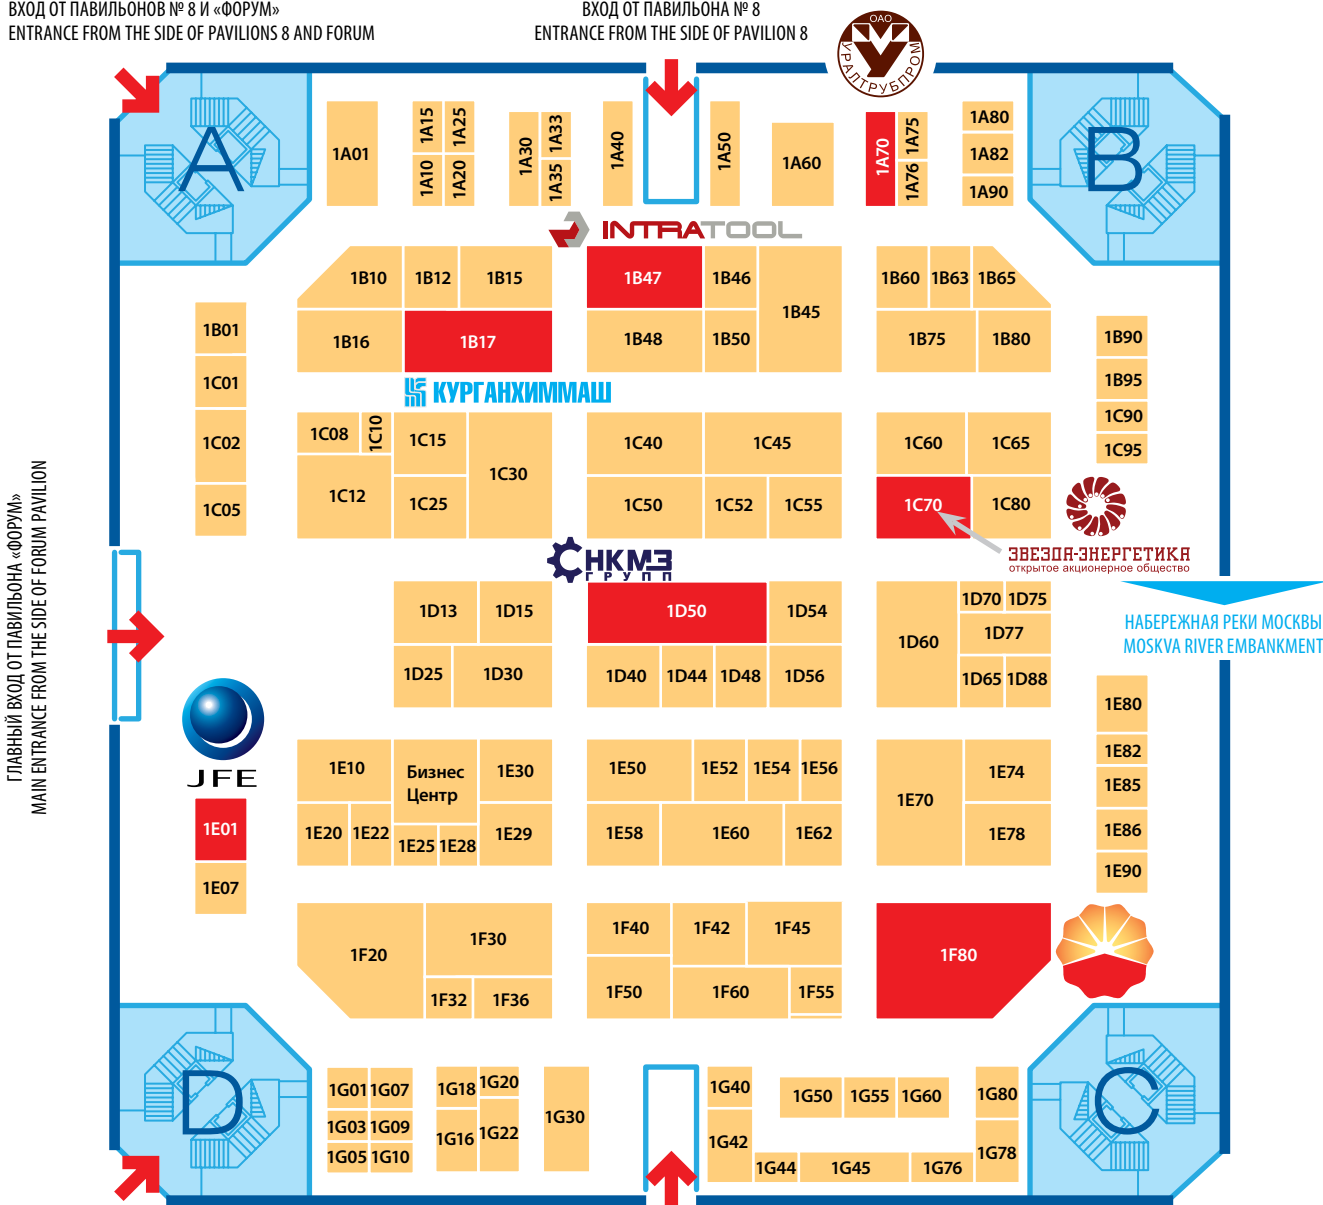 ВХОД ОТ ПАВИЛЬОНОВ № 8 И «ФОРУМ»
ENTRANCE FROM THE SIDE OF PAVILIONS 8 AND FORUM
ВХОД ОТ ПАВИЛЬОНА № 8
ENTRANCE FROM THE SIDE OF PAVILION 8
ОАО
УРАЛТРУБПРОМ
У
A
B
1A01
1A15
1A25
1A10
1A20
1A30
1A33
1A35
1A40
1A50
1A60
1A70
1A75
1A76
1A80
1A82
1A90
INTRATOOL
1B10
1B12
1B15
1B47
1B46
1B45
1B60
1B63
1B65
1B01
1B16
1B17
1B48
1B50
1B75
1B80
1B90
1C01
КУРГАНХИММАШ
1B95
1C02
1C08
1C10
1C15
1C30
1C40
1C45
1C60
1C65
1C90
1C95
1C05
1C12
1C25
1C50
1C52
1C55
1C70
1C80
НКМЗ
ГРУПП
ЗВЕЗДА-ЭНЕРГЕТИКА
открытое акционерное общество
ГЛАВНЫЙ ВХОД ОТ ПАВИЛЬОНА «ФОРУМ»
MAIN ENTRANCE FROM THE SIDE OF FORUM PAVILION
1D13
1D15
1D50
1D54
1D60
1D70
1D75
1D77
НАБЕРЕЖНАЯ РЕКИ МОСКВЫ
MOSKVA RIVER EMBANKMENT
1D25
1D30
1D40
1D44
1D48
1D56
1D65
1D88
JFE
1E80
1E82
1E85
1E86
1E90
1E10
Бизнес
Центр
1E30
1E50
1E52
1E54
1E56
1E70
1E74
1E01
1E20
1E22
1E25
1E28
1E29
1E58
1E60
1E62
1E78
1E07
1F20
1F30
1F40
1F42
1F45
1F80
1F32
1F36
1F50
1F60
1F55
D
C
1G01
1G07
1G18
1G20
1G30
1G40
1G50
1G55
1G60
1G80
1G03
1G09
1G16
1G22
1G42
1G05
1G10
1G44
1G45
1G76
1G78